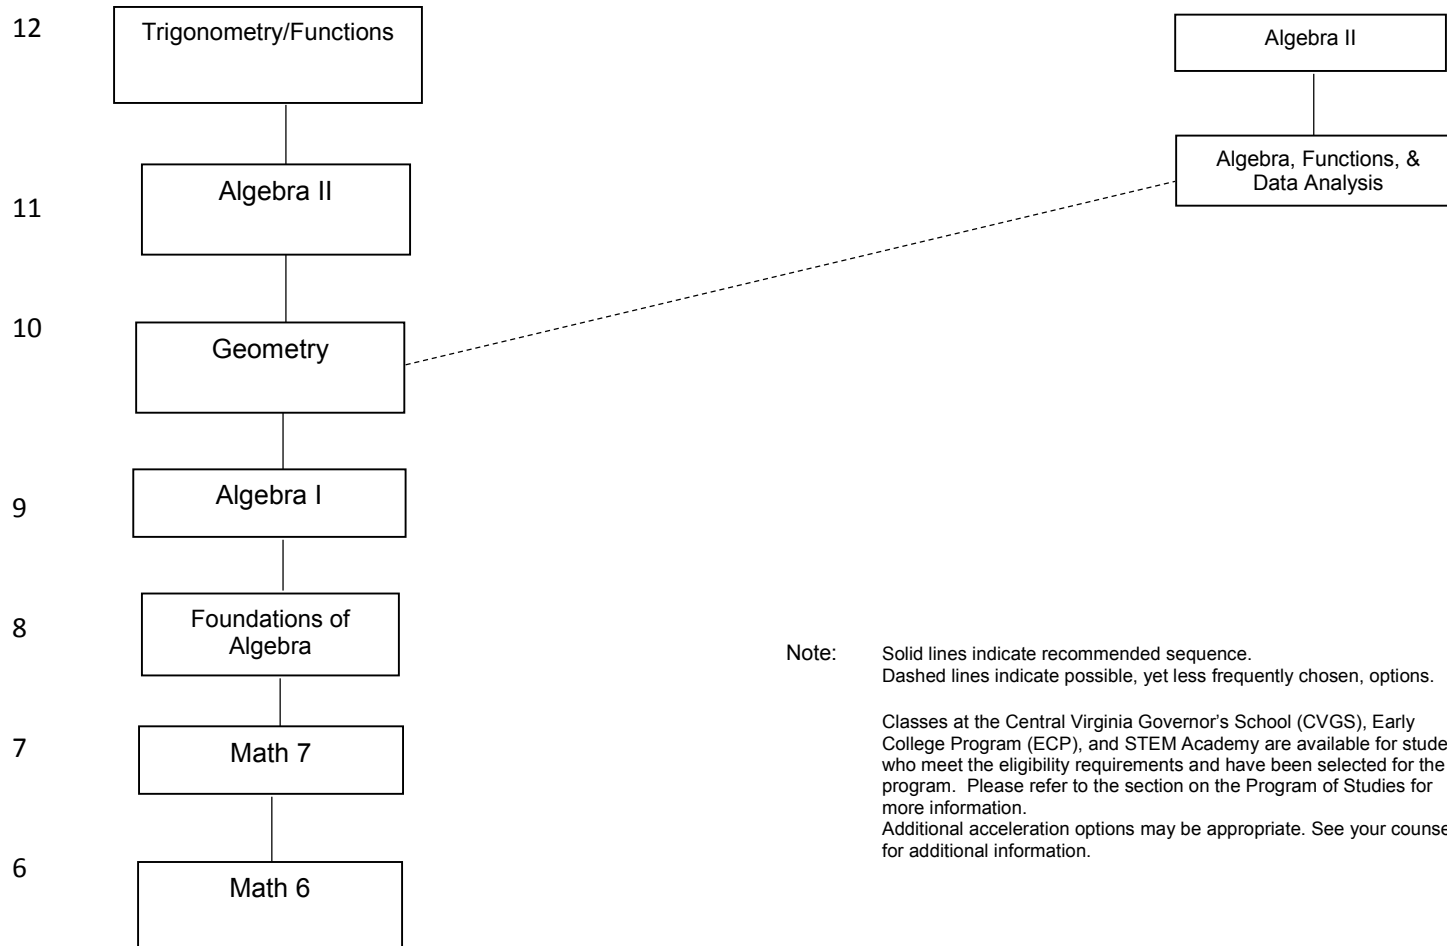 12
Trigonometry/Functions
Algebra II
11
Algebra II
Algebra, Functions, &
Data Analysis
10
Geometry
9
Algebra I
8
Foundations of
Algebra
7
Math 7
6
Math 6
Note: Solid lines indicate recommended sequence.
Dashed lines indicate possible, yet less frequently chosen, options.
Classes at the Central Virginia Governor’s School (CVGS), Early
College Program (ECP), and STEM Academy are available for stude
who meet the eligibility requirements and have been selected for the
program. Please refer to the section on the Program of Studies for
more information.
Additional acceleration options may be appropriate. See your counse
for additional information.